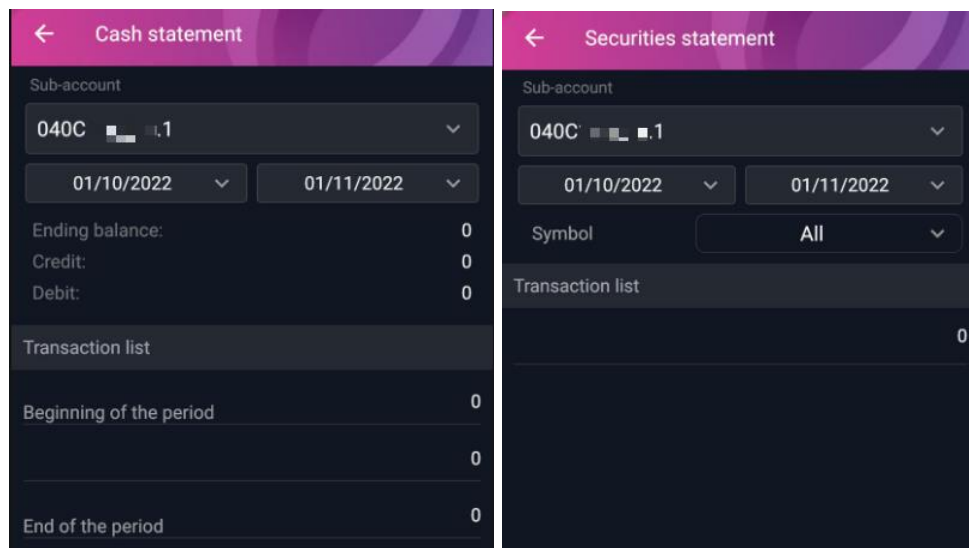 Cash statement
Sub-account
040C .1
01/10/2022 01/11/2022
Ending balance: 0
Credit: 0
Debit: 0
Transaction list
Beginning of the period 0
0
End of the period 0
Securities statement
Sub-account
040C .1
01/10/2022 01/11/2022
Symbol All
Transaction list
0